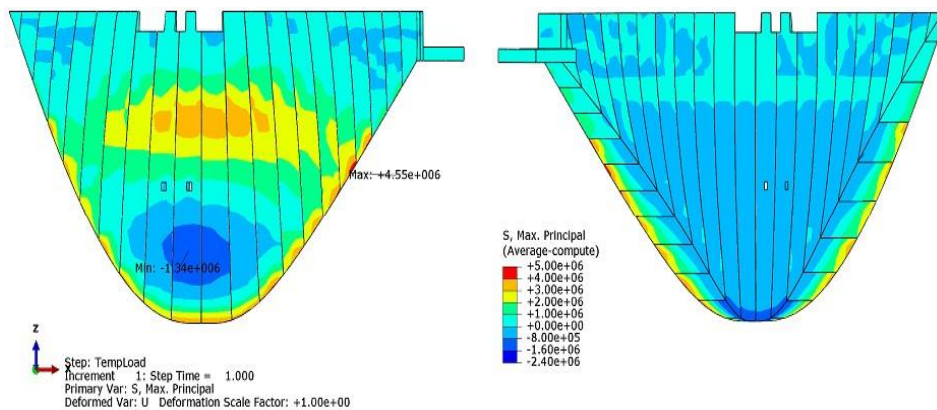 Max: +4.55e+006
Min: -1.34e+006
z
x
Step: TempLoad
Increment 1: Step Time = 1.000
Primary Var: S, Max. Principal
Deformed Var: U Deformation Scale Factor: +1.00e+00
S, Max. Principal
(Average-compute)
+5.00e+06
+4.00e+06
+3.00e+06
+2.00e+06
+1.00e+06
+0.00e+00
-8.00e+05
-1.60e+06
-2.40e+06